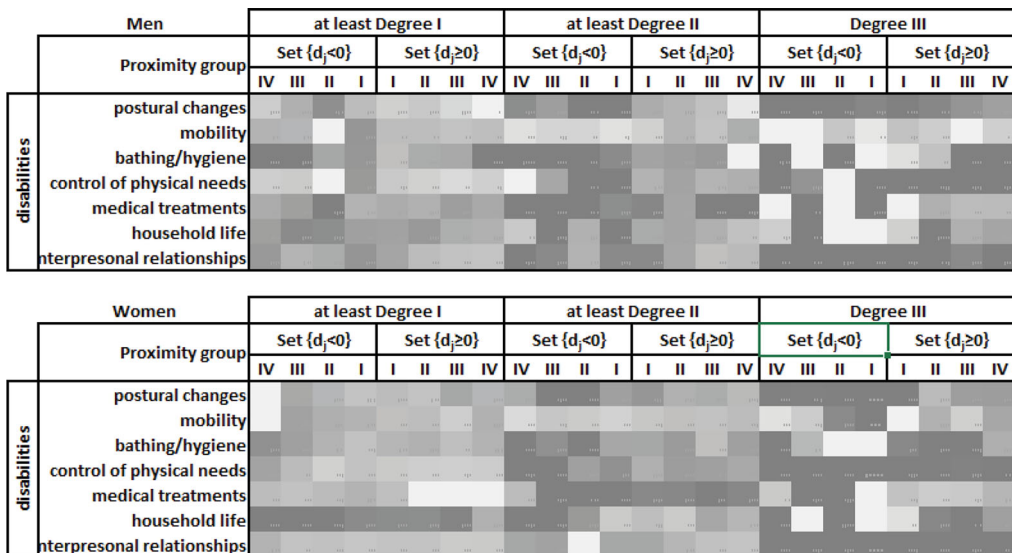 Men at least Degree I at least Degree II Degree III
Proximity group Set {dj<0} Set {dj≥0} Set {dj<0} Set {dj≥0} Set {dj<0} Set {dj≥0}
IV III II I I II III IV IV III II I I II III IV IV III II I I II III IV
disabilities
postural changes
mobility
bathing/hygiene
control of physical needs
medical treatments
household life
nterpresonal relationships
Women at least Degree I at least Degree II Degree III
Proximity group Set {dj<0} Set {dj≥0} Set {dj<0} Set {dj≥0} Set {dj<0} Set {dj≥0}
IV III II I I II III IV IV III II I I II III IV IV III II I I II III IV
disabilities
postural changes
mobility
bathing/hygiene
control of physical needs
medical treatments
household life
nterpresonal relationships